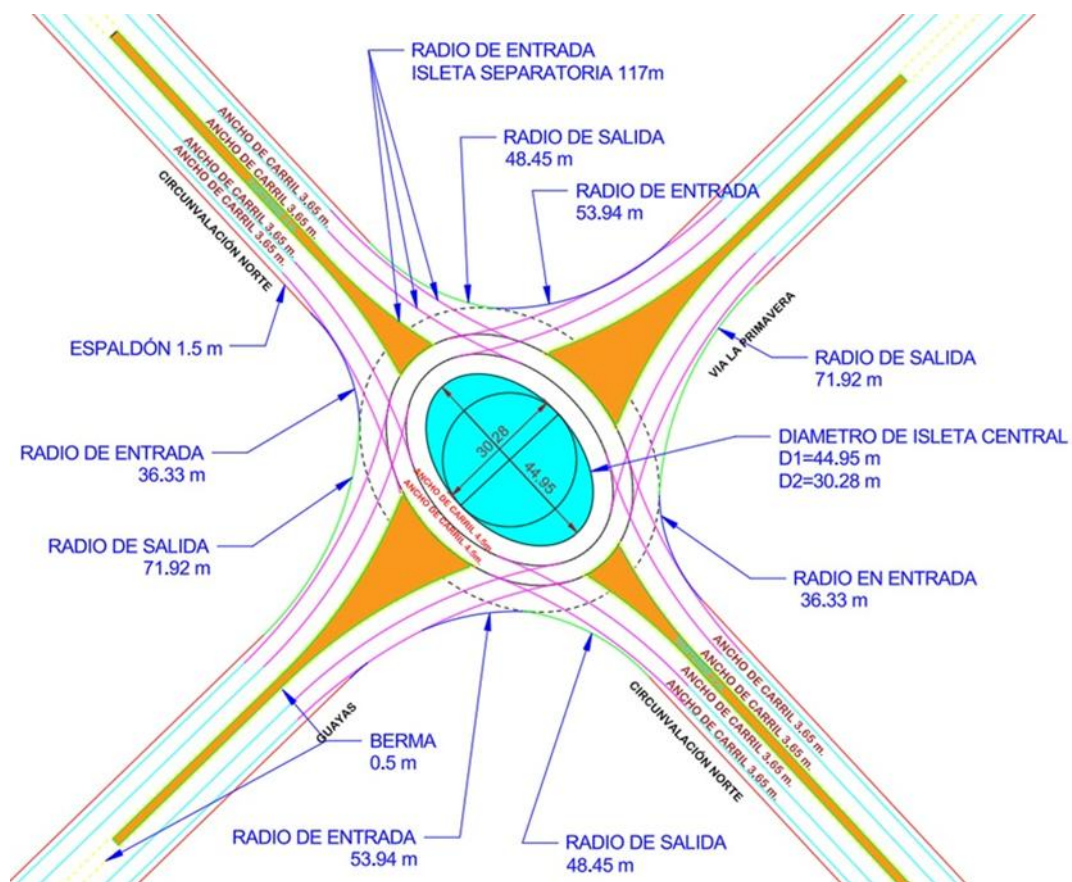 RADIO DE ENTRADA
ISLETA SEPARATORIA 117m
RADIO DE SALIDA
48.45 m
RADIO DE ENTRADA
53.94 m
ANCHO DE CARRIL 3,65 m.
ANCHO DE CARRIL 3,65 m.
ANCHO DE CARRIL 3,65 m.
ANCHO DE CARRIL 3,65 m.
CIRCUNVALACIÓN NORTE
ESPALDÓN 1.5 m
VIA LA PRIMAVERA
RADIO DE SALIDA
71.92 m
RADIO DE ENTRADA
36.33 m
30.28
44.95
DIAMETRO DE ISLETA CENTRAL
D1=44.95 m
D2=30.28 m
ANCHO DE CARRIL 4.5m.
ANCHO DE CARRIL 4.5m.
RADIO DE SALIDA
71.92 m
RADIO EN ENTRADA
36.33 m
ANCHO DE CARRIL 3,65 m.
ANCHO DE CARRIL 3,65 m.
ANCHO DE CARRIL 3,65 m.
ANCHO DE CARRIL 3,65 m.
CIRCUNVALACIÓN NORTE
GUAYAS
BERMA
0.5 m
RADIO DE ENTRADA
53.94 m
RADIO DE SALIDA
48.45 m